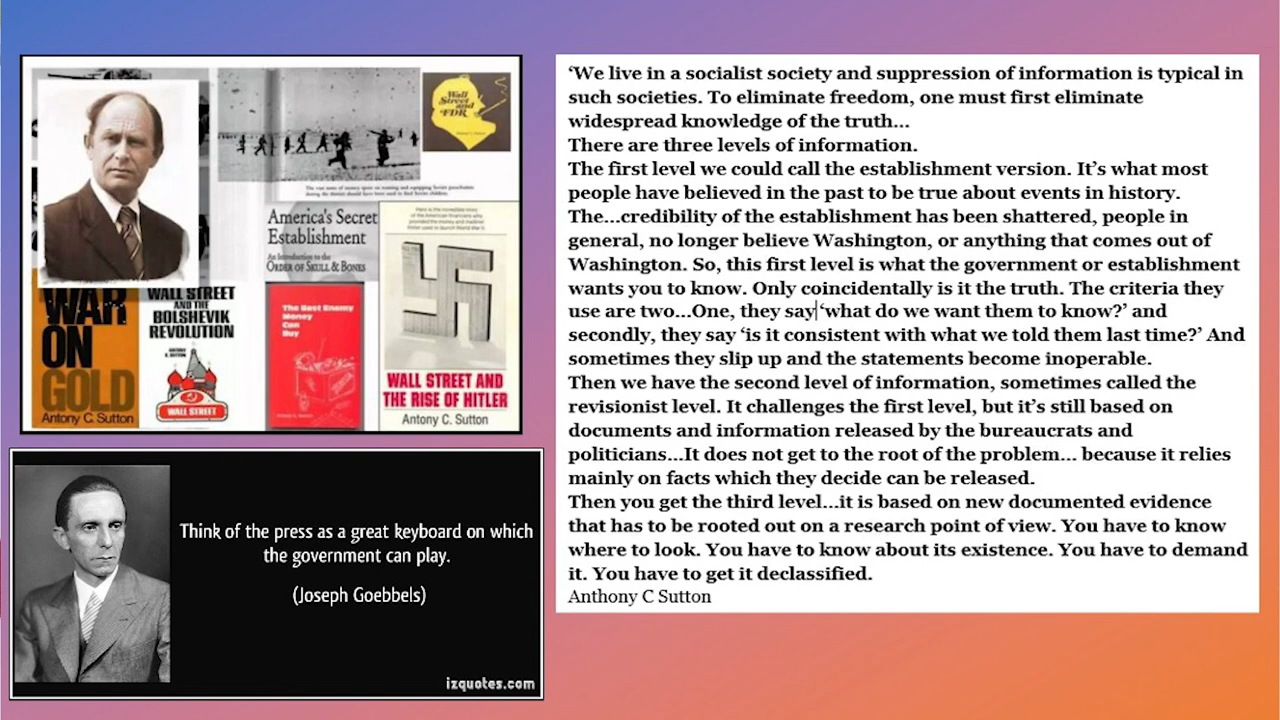 Wall
Street
and
FDR
America's Secret
Establishment
An Introduction to the
ORDER OF SKULL & BONES
WAR
ON
GOLD
Antony C. Sutton
WALL STREET
AND THE
BOLSHEVIK
REVOLUTION
ANTONY
C. SUTTON
WALL STREET
The Best Enemy
Money
Can
Buy
WALL STREET AND
THE RISE OF HITLER
Antony C. Sutton
Think of the press as a great keyboard on which
the government can play.
(Joseph Goebbels)
izquotes.com
‘We live in a socialist society and suppression of information is typical in
such societies. To eliminate freedom, one must first eliminate
widespread knowledge of the truth...
There are three levels of information.
The first level we could call the establishment version. It’s what most
people have believed in the past to be true about events in history.
The...credibility of the establishment has been shattered, people in
general, no longer believe Washington, or anything that comes out of
Washington. So, this first level is what the government or establishment
wants you to know. Only coincidentally is it the truth. The criteria they
use are two...One, they say ‘what do we want them to know?’ and
secondly, they say ‘is it consistent with what we told them last time?’ And
sometimes they slip up and the statements become inoperable.
Then we have the second level of information, sometimes called the
revisionist level. It challenges the first level, but it’s still based on
documents and information released by the bureaucrats and
politicians...It does not get to the root of the problem... because it relies
mainly on facts which they decide can be released.
Then you get the third level...it is based on new documented evidence
that has to be rooted out on a research point of view. You have to know
where to look. You have to know about its existence. You have to demand
it. You have to get it declassified.
Anthony C Sutton